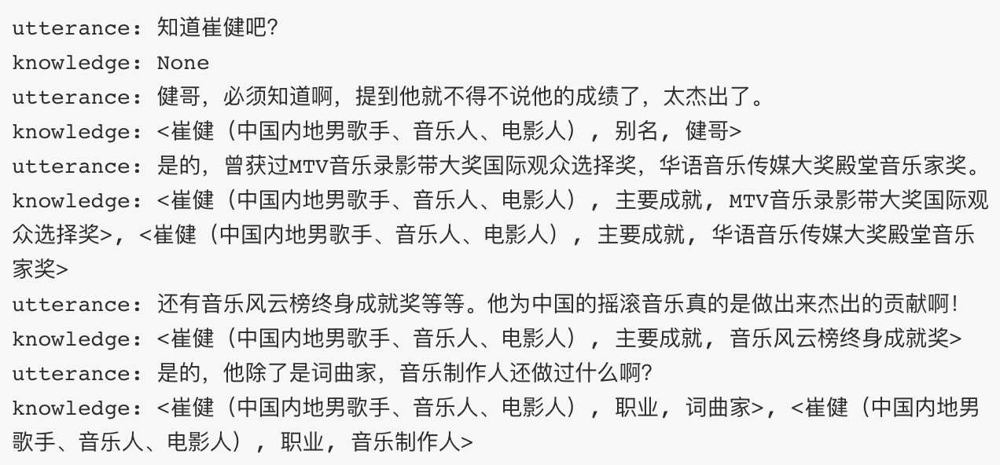 utterance: 知道崔健吧？
knowledge: None
utterance: 健哥，必须知道啊，提到他就不得不说他的成绩了，太杰出了。
knowledge: <崔健（中国内地男歌手、音乐人、电影人）, 别名, 健哥>
utterance: 是的，曾获过MTV音乐录影带大奖国际观众选择奖，华语音乐传媒大奖殿堂音乐家奖。
knowledge: <崔健（中国内地男歌手、音乐人、电影人）, 主要成就, MTV音乐录影带大奖国际观
众选择奖>, <崔健（中国内地男歌手、音乐人、电影人）, 主要成就, 华语音乐传媒大奖殿堂音乐
家奖>
utterance: 还有音乐风云榜终身成就奖等等。他为中国的摇滚音乐真的是做出来杰出的贡献啊！
knowledge: <崔健（中国内地男歌手、音乐人、电影人）, 主要成就, 音乐风云榜终身成就奖>
utterance: 是的，他除了是词曲家，音乐制作人还做过什么啊？
knowledge: <崔健（中国内地男歌手、音乐人、电影人）, 职业, 词曲家>, <崔健（中国内地男
歌手、音乐人、电影人）, 职业, 音乐制作人>